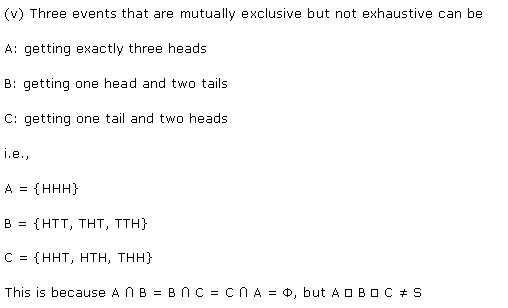 (v) Three events that are mutually exclusive but not exhaustive can be
A: getting exactly three heads
B: getting one head and two tails
C: getting one tail and two heads
i.e.,
A = {HHH}
B = {HTT, THT, TTH}
C = {HHT, HTH, THH}
This is because A ∩ B = B ∩ C = C ∩ A = Φ, but A □ B □ C ≠ S